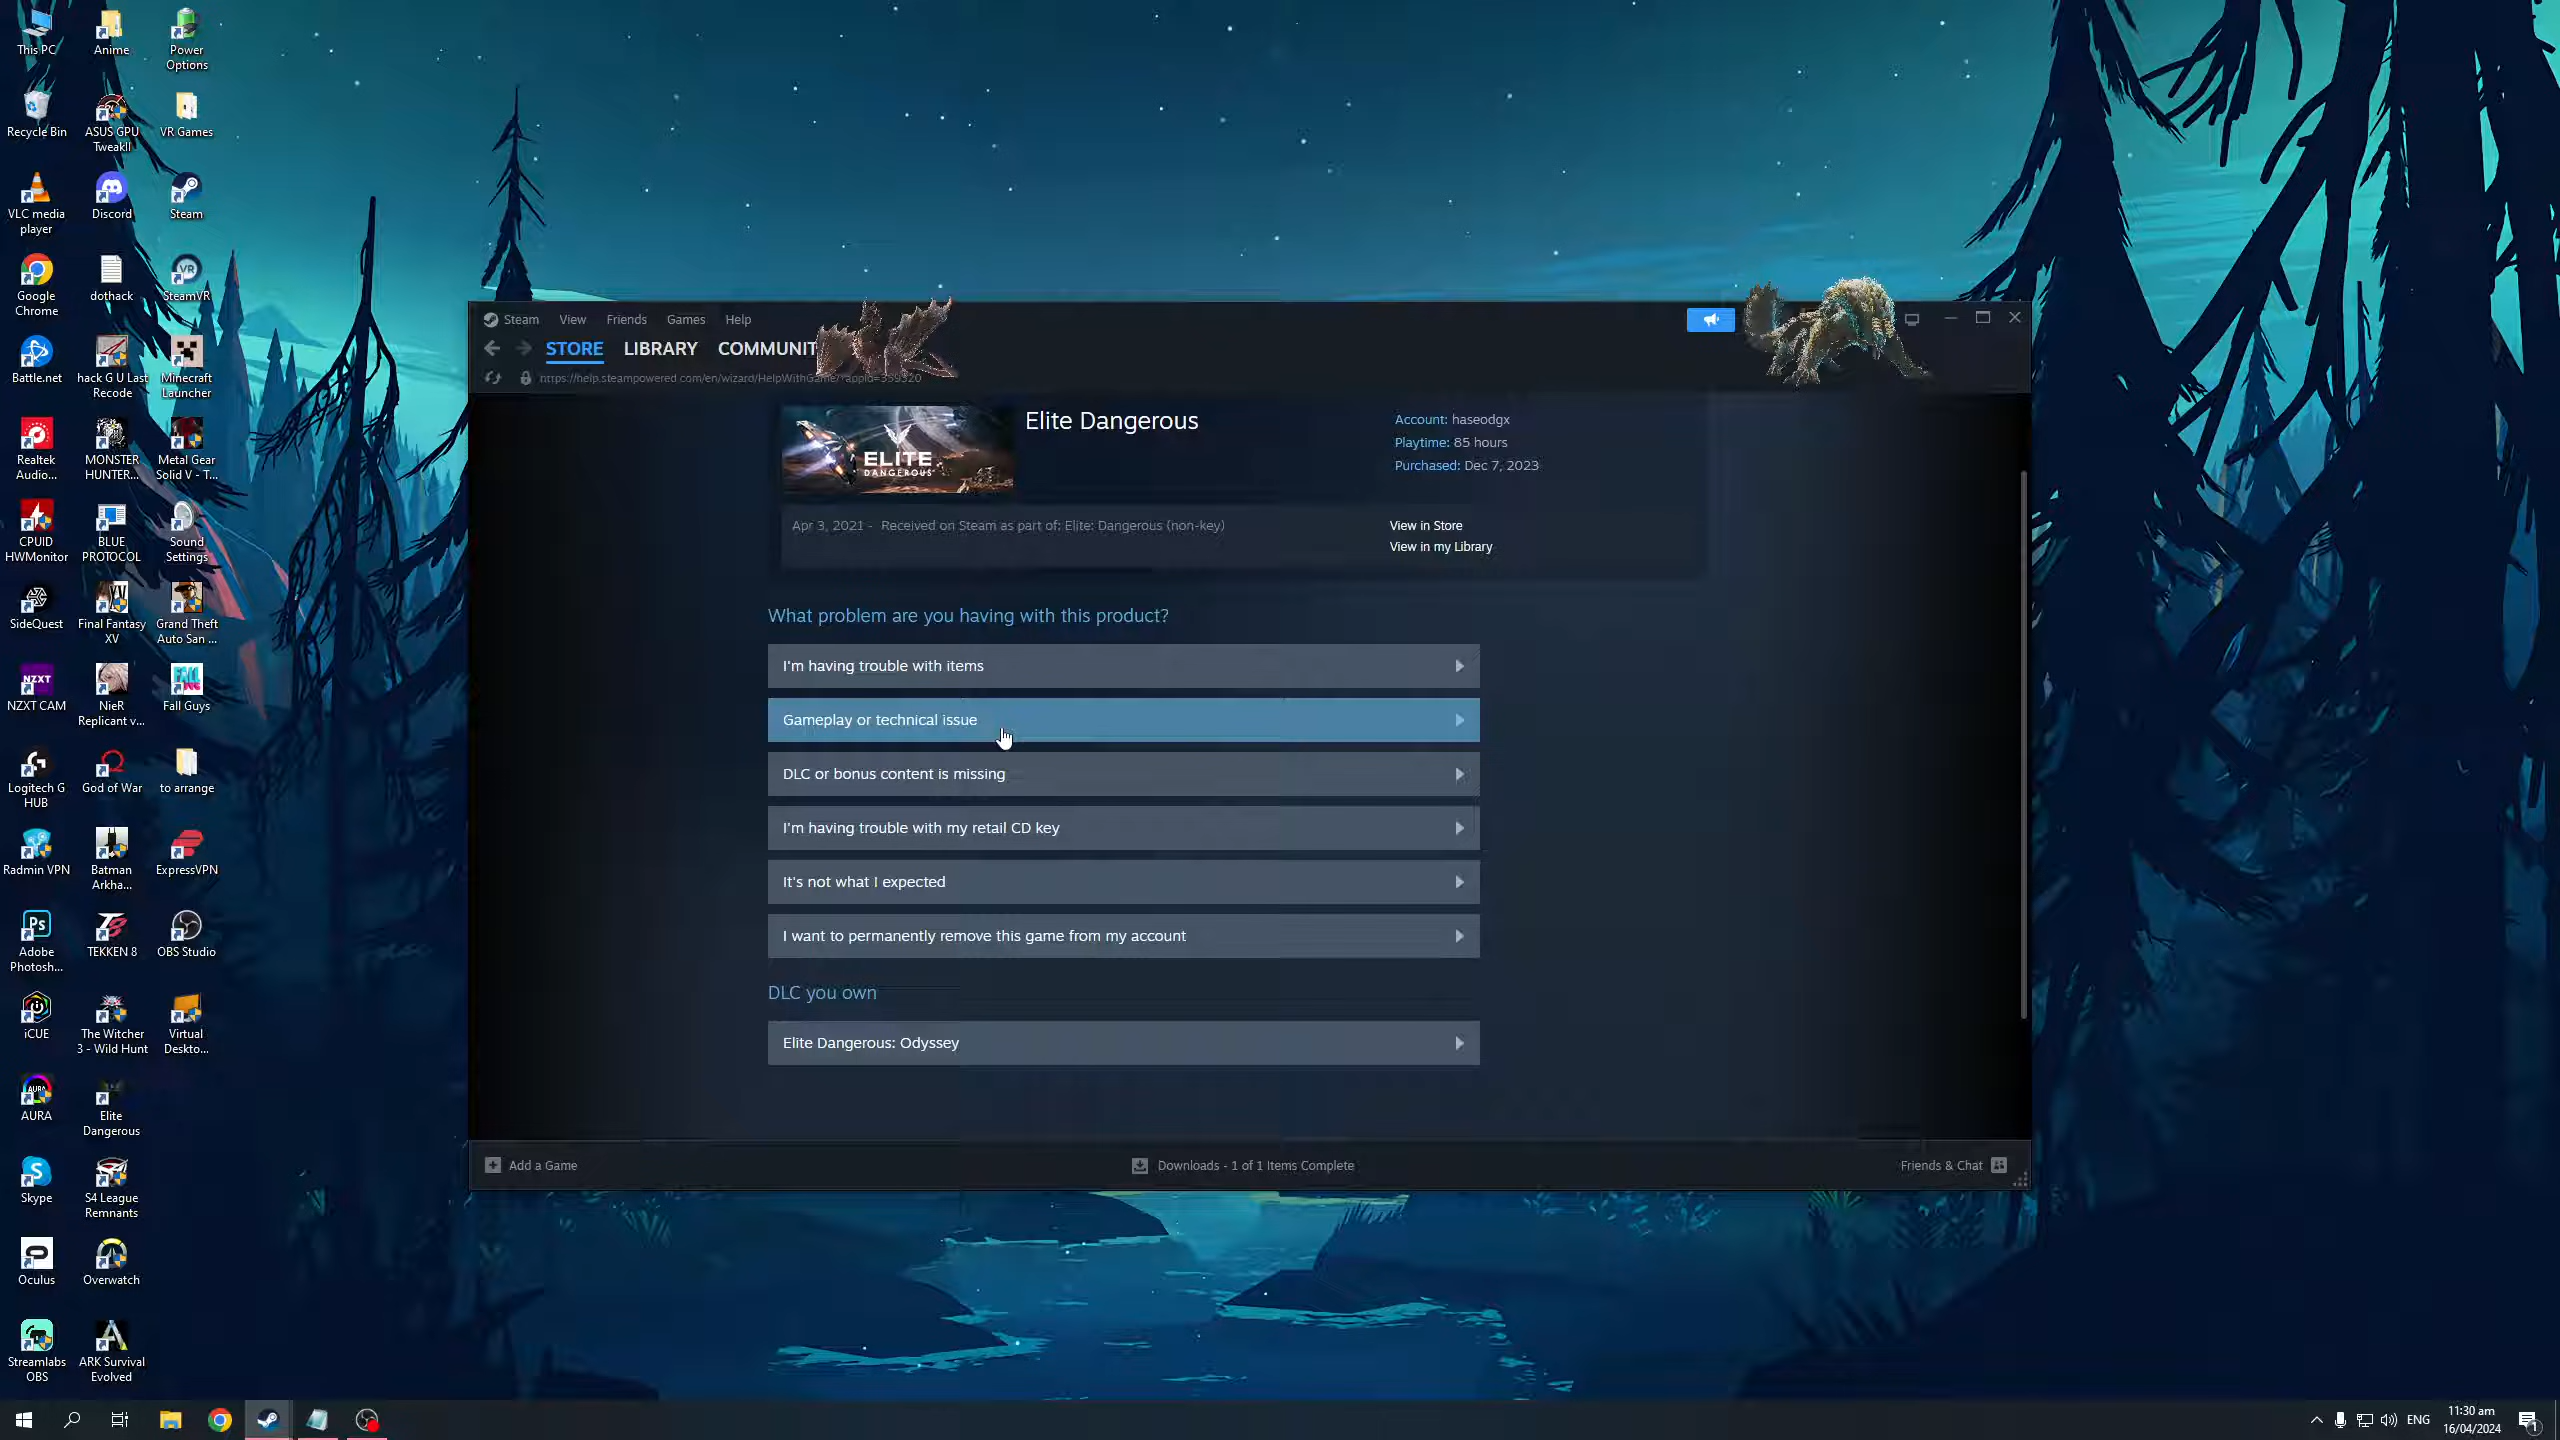 This PC
Anime
Power
Options
Recycle Bin
ASUS GPU
TweakII
VR Games
VLC media
player
Discord
Steam
Google
Chrome
dothack
SteamVR
Battle.net
hack G U Last
Recode
Minecraft
Launcher
Realtek
Audio...
MONSTER
HUNTER...
Metal Gear
Solid V - T...
CPUID
HWMonitor
BLUE
PROTOCOL
Sound
Settings
SideQuest
Final Fantasy
XV
Grand Theft
Auto San ...
NZXT CAM
NieR
Replicant v...
Fall Guys
Logitech G
HUB
God of War
to arrange
Radmin VPN
Batman
Arkha...
ExpressVPN
Adobe
Photosh...
TEKKEN 8
OBS Studio
iCUE
The Witcher
3 - Wild Hunt
Virtual
Deskto...
AURA
Elite
Dangerous
Skype
S4 League
Remnants
Oculus
Overwatch
Streamlabs
OBS
ARK Survival
Evolved
Steam View Friends Games Help
STORE LIBRARY COMMUNIT
https://help.steampowered.com/en/wizard/HelpWithGame/?appid=359320
ELITE
DANGEROUS
Elite Dangerous
Account: haseodgx
Playtime: 85 hours
Purchased: Dec 7, 2023
Apr 3, 2021 - Received on Steam as part of: Elite: Dangerous (non-key)
View in Store
View in my Library
What problem are you having with this product?
I'm having trouble with items
Gameplay or technical issue
DLC or bonus content is missing
I'm having trouble with my retail CD key
It's not what I expected
I want to permanently remove this game from my account
DLC you own
Elite Dangerous: Odyssey
Add a Game
Downloads - 1 of 1 Items Complete
Friends & Chat
ENG
11:30 am
16/04/2024
1